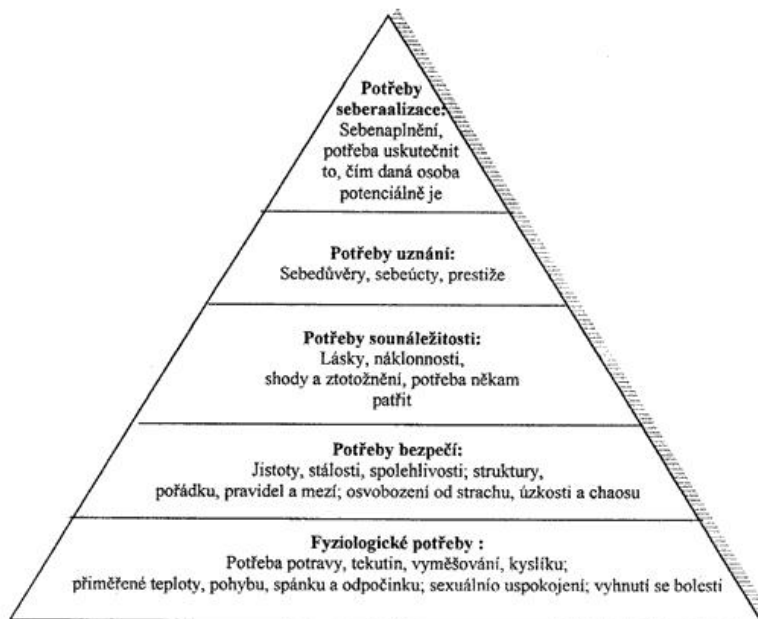 Potřeby
seberaalizace:
Sebenaplnění,
potřeba uskutečnit
to, čím daná osoba
potenciálně je
Potřeby uznání:
Sebedůvěry, sebeúcty, prestiže
Potřeby sounáležitosti:
Lásky, náklonnosti,
shody a ztotožnění, potřeba někam
patřit
Potřeby bezpečí:
Jistoty, stálosti, spolehlivosti; struktury,
pořádku, pravidel a mezí; osvobození od strachu, úzkosti a chaosu
Fyziologické potřeby :
Potřeba potravy, tekutin, vyměšování, kyslíku;
přiměřené teploty, pohybu, spánku a odpočinku; sexuálnío uspokojení; vyhnutí se bolesti